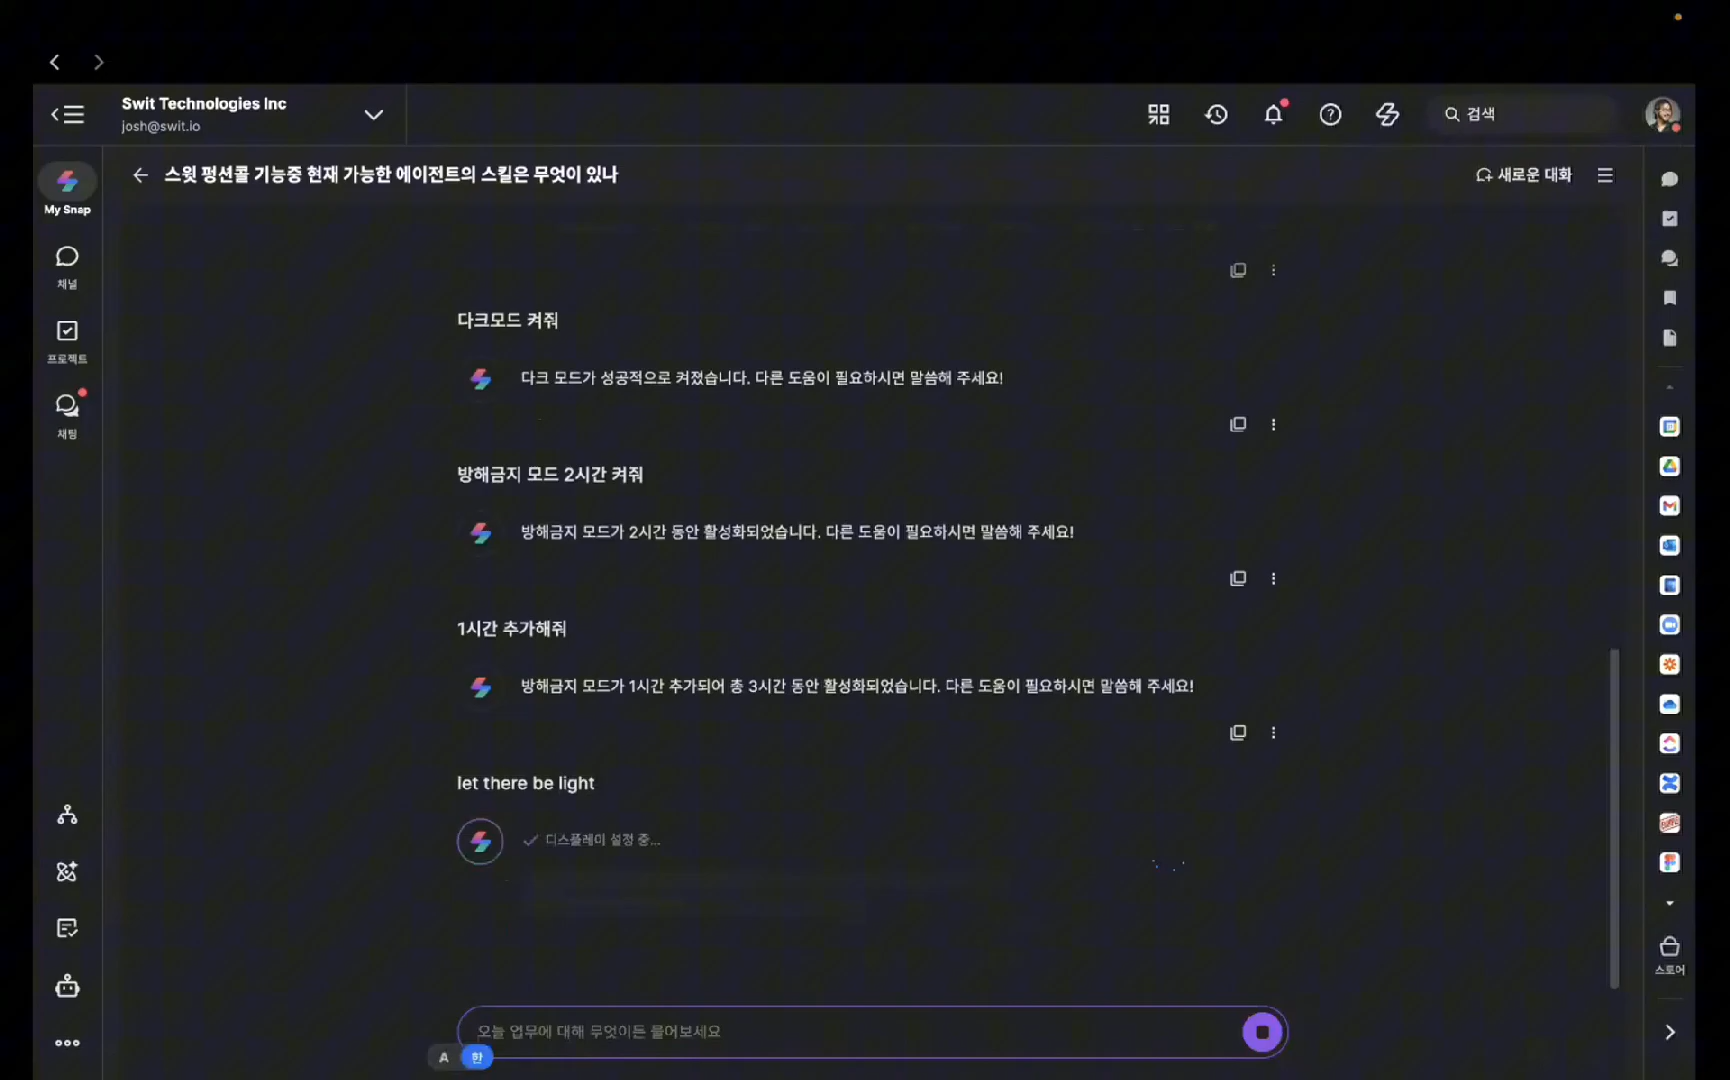 Swit Technologies Inc
josh@swit.io
검색
My Snap
스윗 펑션콜 기능중 현재 가능한 에이전트의 스킬은 무엇이 있나
새로운 대화
채널
프로젝트
채팅
다크모드 켜줘
다크 모드가 성공적으로 켜졌습니다. 다른 도움이 필요하시면 말씀해 주세요!
방해금지 모드 2시간 켜줘
방해금지 모드가 2시간 동안 활성화되었습니다. 다른 도움이 필요하시면 말씀해 주세요!
1시간 추가해줘
방해금지 모드가 1시간 추가되어 총 3시간 동안 활성화되었습니다. 다른 도움이 필요하시면 말씀해 주세요!
let there be light
디스플레이 설정 중...
스토어
오늘 업무에 대해 무엇이든 물어보세요
A 한